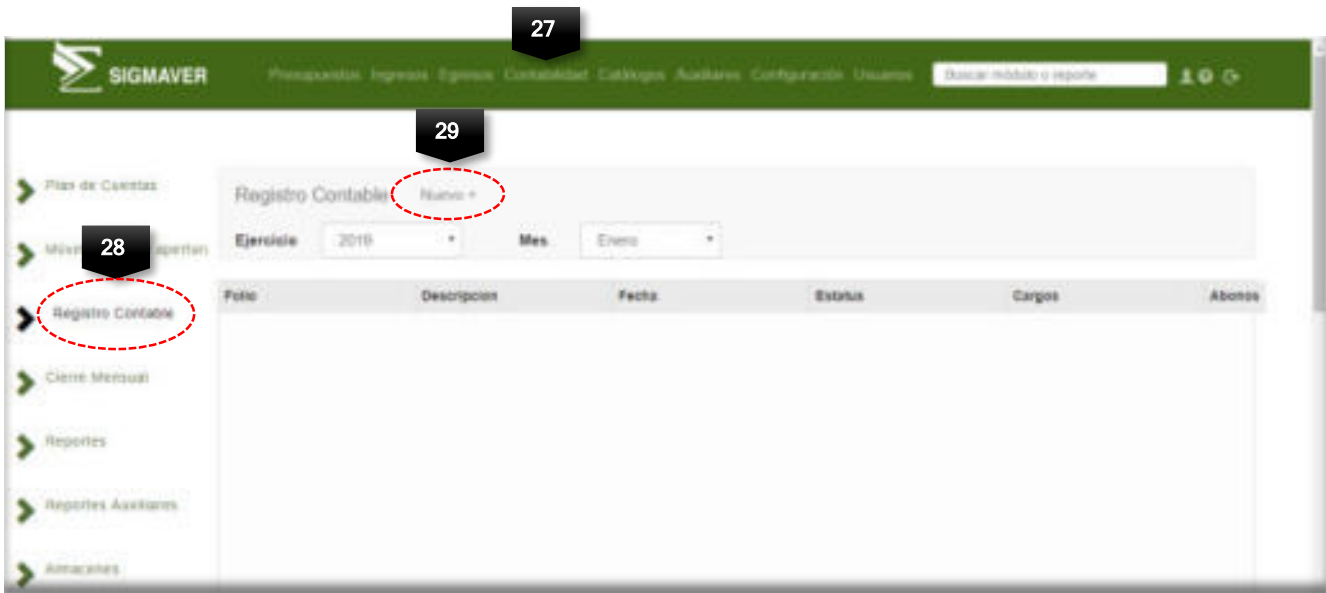 27
SIGMAVER
Presupuestos Ingresos Egresos Contabilidad Catálogos Auxiliares Configuración Usuarios
Buscar módulo o reporte
29
Plan de Cuentas
Registro Contable
Nuevo +
28
apertura
Ejercicio 2019 Mes Enero
Registro Contable
Folio Descripcion Fecha Estatus Cargos Abonos
Cierre Mensual
Reportes
Reportes Auxiliares
Almacenes